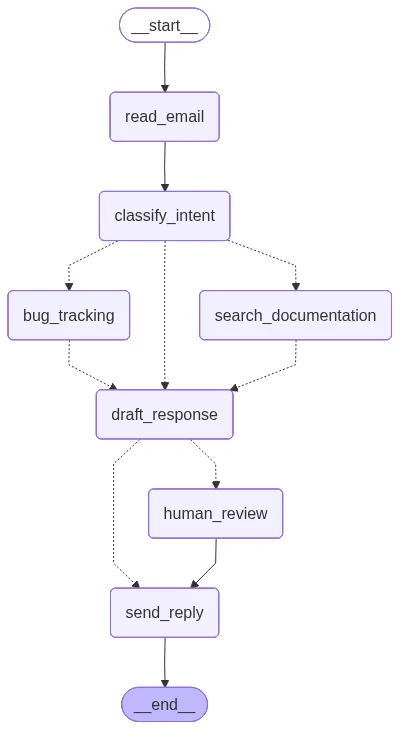 __start__
read_email
classify_intent
bug_tracking
search_documentation
draft_response
human_review
send_reply
__end__